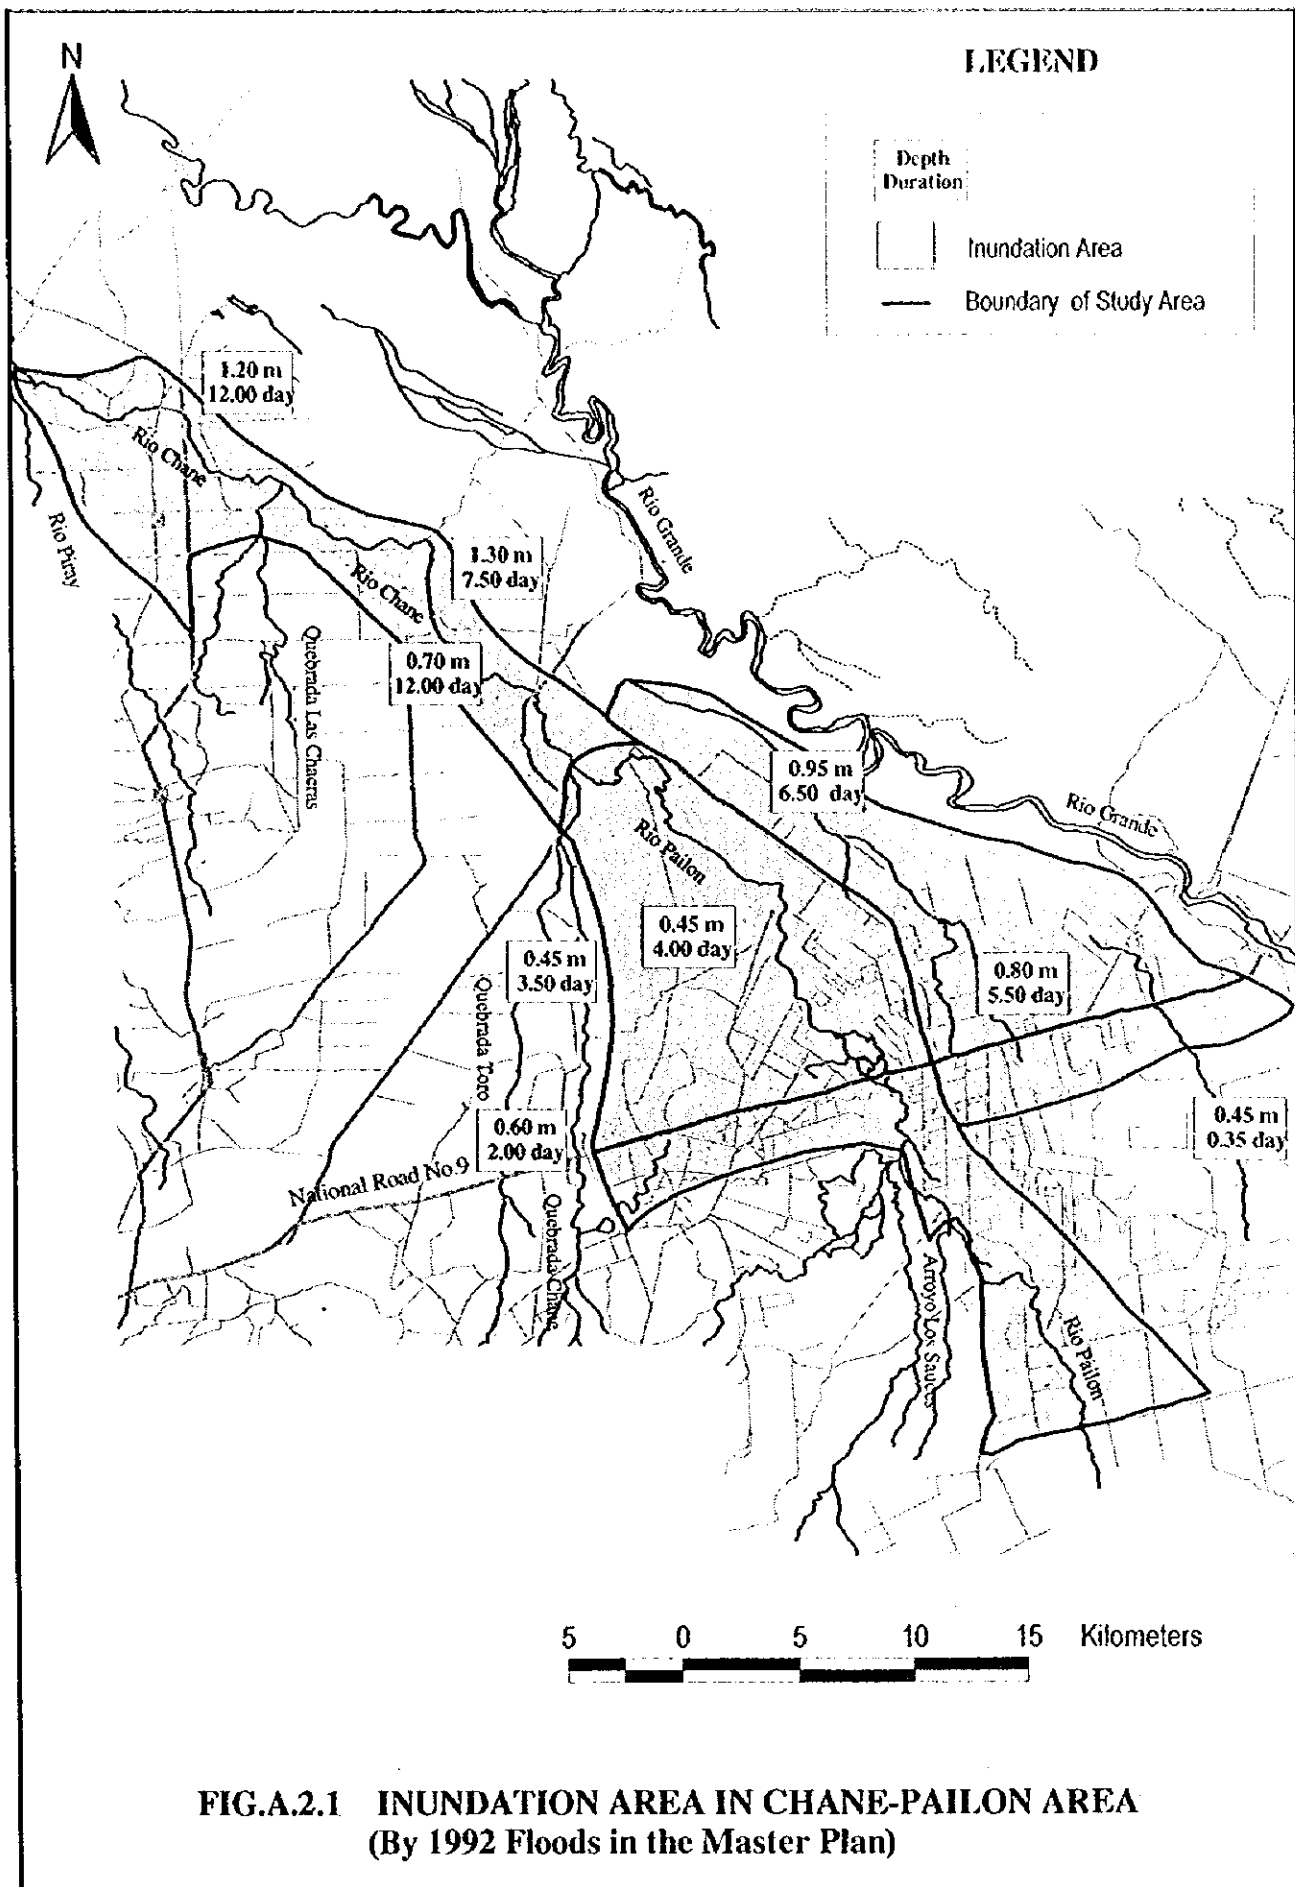 N
LEGEND
Depth
Duration
Inundation Area
Boundary of Study Area
1.20 m
12.00 day
Rio Chane
Rio Piray
Rio Grande
1.30 m
7.50 day
Rio Chane
Quebrada Las Chacras
0.70 m
12.00 day
0.95 m
6.50 day
Rio Grande
Rio Pailon
0.45 m
4.00 day
0.45 m
3.50 day
0.80 m
5.50 day
Quebrada Toro
0.60 m
2.00 day
0.45 m
0.35 day
National Road No.9
Quebrada Chane
Arroyo Los Sauces
Rio Pailon
5 0 5 10 15 Kilometers
FIG.A.2.1 INUNDATION AREA IN CHANE-PAILON AREA
(By 1992 Floods in the Master Plan)